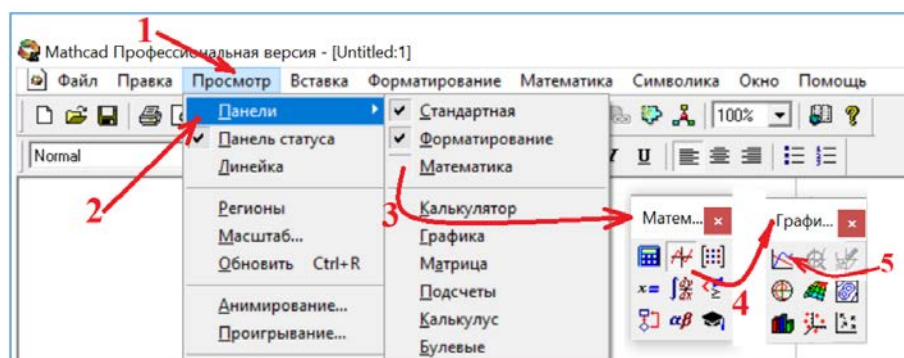 1
Mathcad Профессиональная версия - [Untitled:1]
Файл Правка Просмотр Вставка Форматирование Математика Символика Окно Помощь
Панели
Стандартная
100%
Панель статуса
Форматирование
Normal
U
Линейка
Математика
2
3
Регионы
Калькулятор
Матем...
Графи...
Масштаб...
Графика
Обновить Ctrl+R
Матрица
5
Подсчеты
x=
4
Анимирование...
Калькулус
αβ
Проигрывание...
Булевые